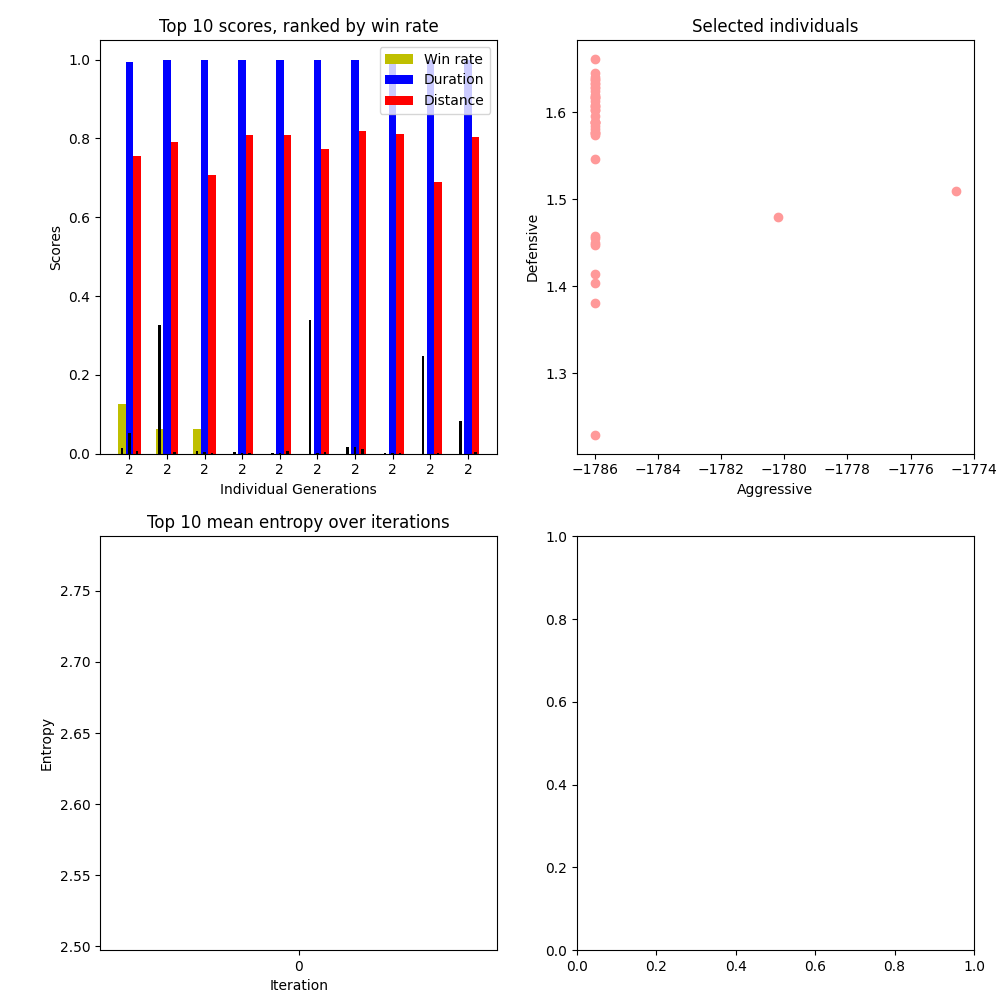 Top 10 scores, ranked by win rate
Win rate
Duration
Distance
1.0
0.8
0.6
0.4
0.2
0.0
Scores
2 2 2 2 2 2 2 2 2 2
Individual Generations
Selected individuals
1.6
1.5
1.4
1.3
Defensive
−1786 −1784 −1782 −1780 −1778 −1776 −1774
Aggressive
Top 10 mean entropy over iterations
2.75
2.70
2.65
2.60
2.55
2.50
Entropy
0
Iteration
1.0
0.8
0.6
0.4
0.2
0.0
0.0 0.2 0.4 0.6 0.8 1.0